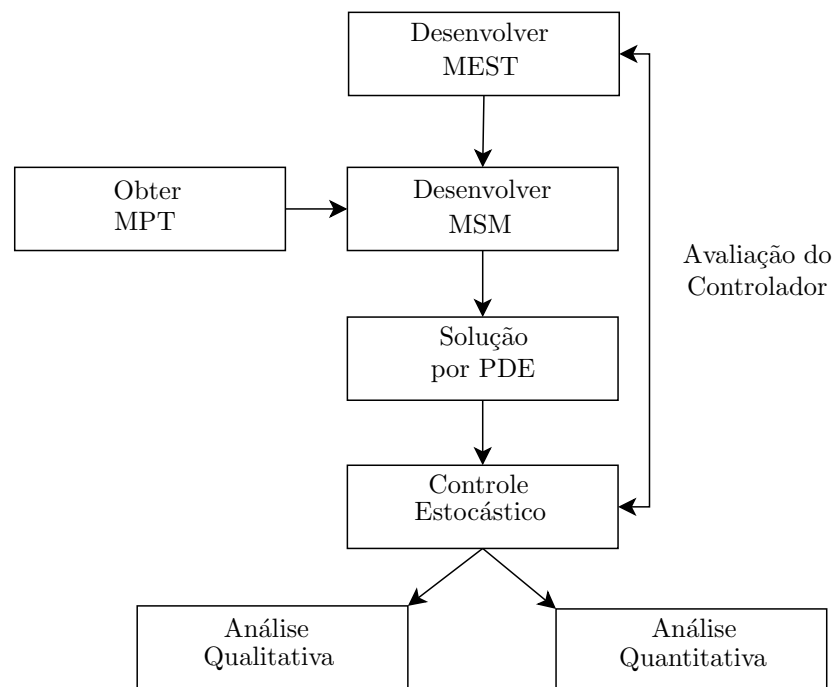 Desenvolver
MEST
Obter
MPT
Desenvolver
MSM
Avaliação do
Controlador
Solução
por PDE
Controle
Estocástico
Análise
Qualitativa
Análise
Quantitativa